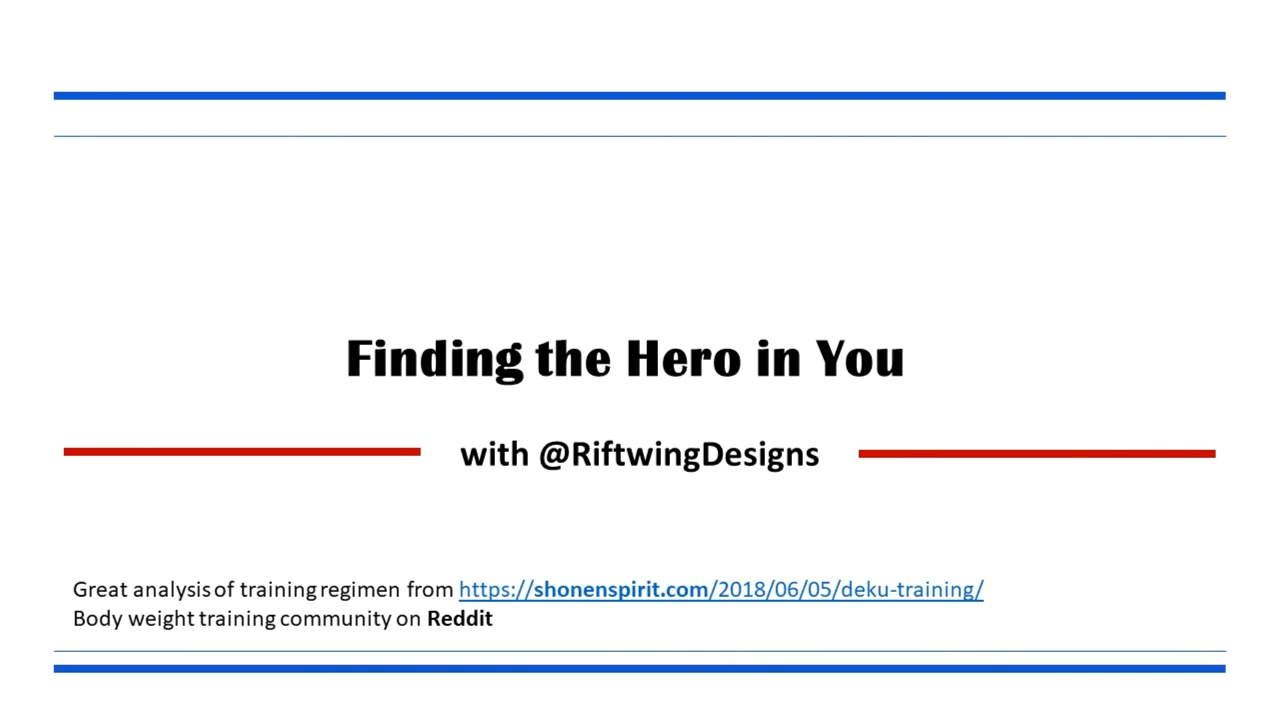 Finding the Hero in You
with @RiftwingDesigns
Great analysis of training regimen from https://shonenspirit.com/2018/06/05/deku-training/
Body weight training community on Reddit